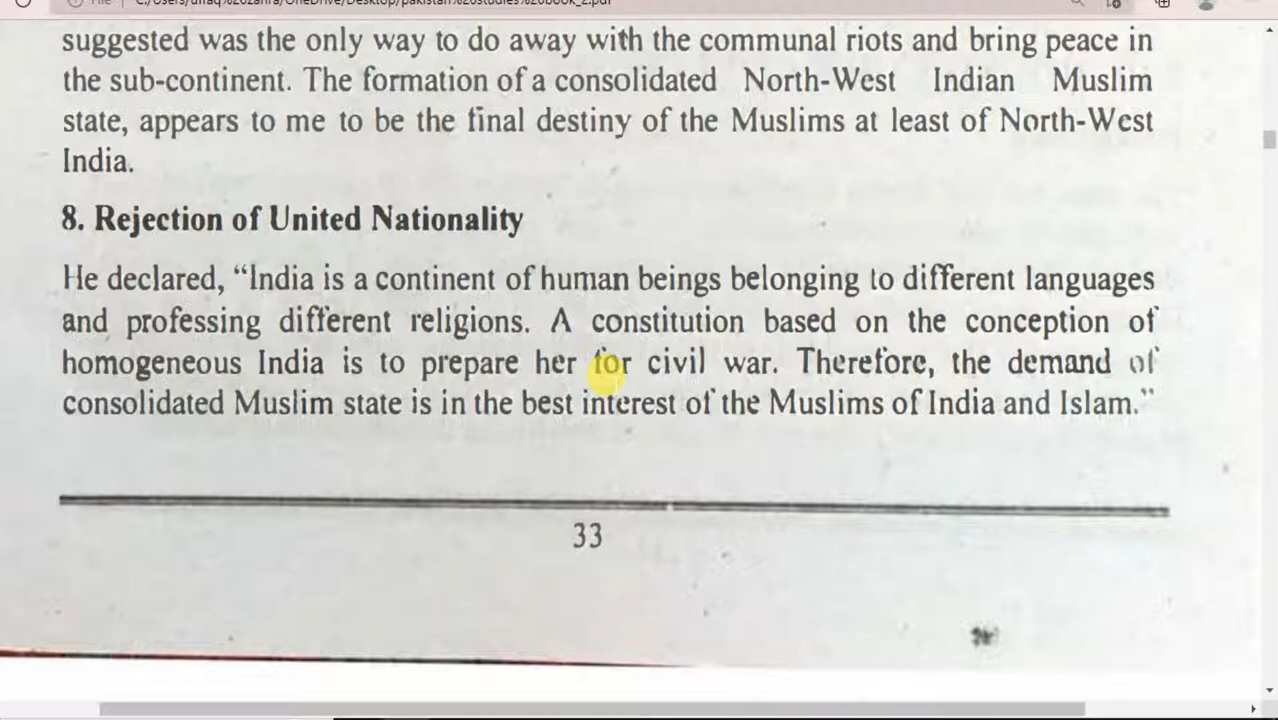 suggested was the only way to do away with the communal riots and bring peace in
the sub-continent. The formation of a consolidated North-West Indian Muslim
state, appears to me to be the final destiny of the Muslims at least of North-West
India.
8. Rejection of United Nationality
He declared, “India is a continent of human beings belonging to different languages
and professing different religions. A constitution based on the conception of
homogeneous India is to prepare her for civil war. Therefore, the demand of
consolidated Muslim state is in the best interest of the Muslims of India and Islam.”
33